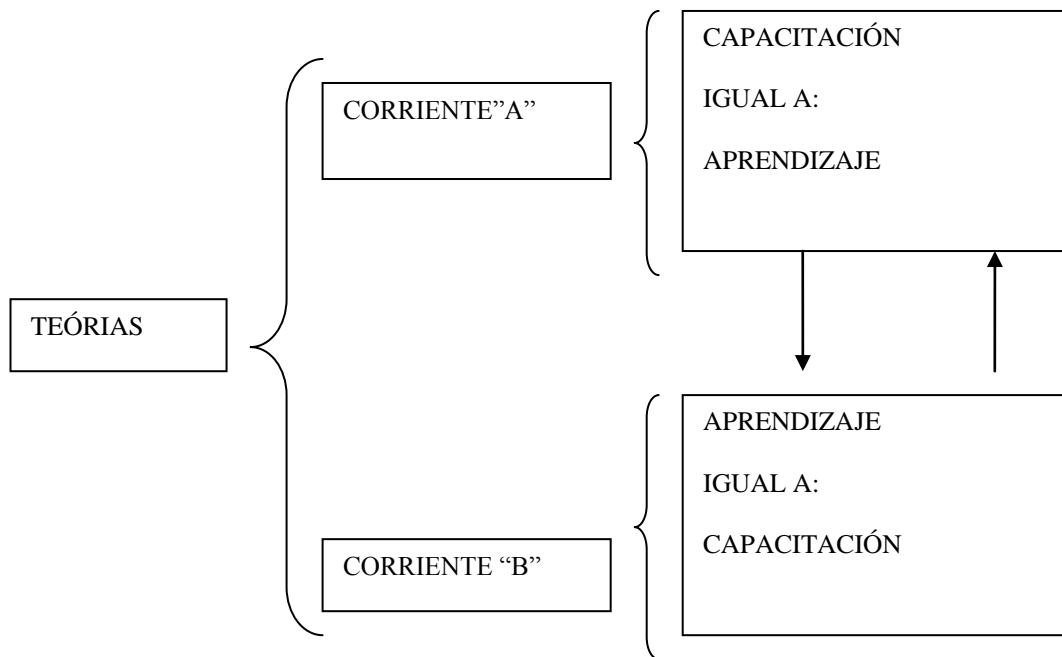 CAPACITACIÓN
IGUAL A:
APRENDIZAJE
CORRIENTE”A”
TEÓRIAS
APRENDIZAJE
IGUAL A:
CAPACITACIÓN
CORRIENTE “B”